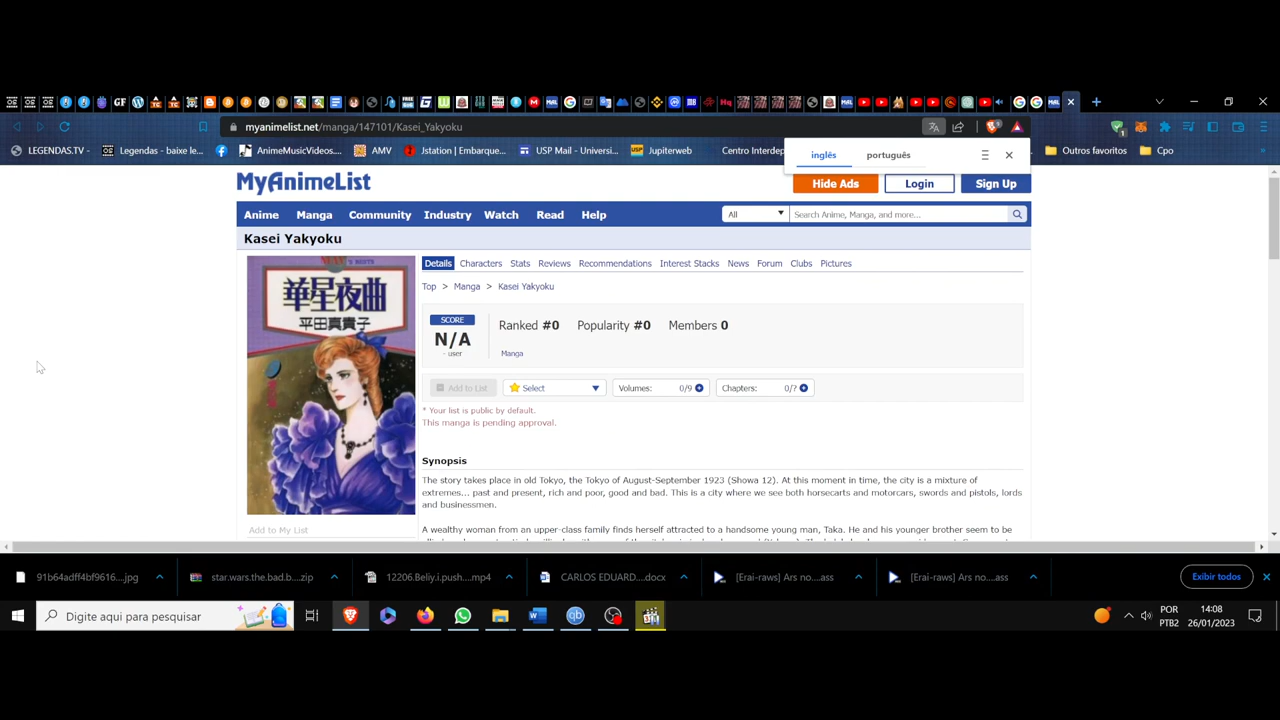 myanimelist.net/manga/147101/Kasei_Yakyoku
LEGENDAS.TV -
Legendas - baixe le...
AnimeMusicVideos...
AMV
Jstation | Embarque...
USP Mail - Universi...
Jupiterweb
Centro Interdep
Outros favoritos
Cpo
inglês
português
MyAnimeList
Hide Ads
Login
Sign Up
Anime
Manga
Community
Industry
Watch
Read
Help
All
Search Anime, Manga, and more...
Kasei Yakyoku
華星夜曲
平田真貴子
Details
Characters
Stats
Reviews
Recommendations
Interest Stacks
News
Forum
Clubs
Pictures
Top > Manga > Kasei Yakyoku
SCORE
N/A
- user
Ranked #0
Popularity #0
Members 0
Manga
Add to List
Select
Volumes: 0/9
Chapters: 0/?
* Your list is public by default.
This manga is pending approval.
Synopsis
The story takes place in old Tokyo, the Tokyo of August-September 1923 (Showa 12). At this moment in time, the city is a mixture of
extremes... past and present, rich and poor, good and bad. This is a city where we see both horsecarts and motorcars, swords and pistols, lords
and businessmen.
A wealthy woman from an upper-class family finds herself attracted to a handsome young man, Taka. He and his younger brother seem to be
Add to My List
91b64adff4bf9616....jpg
star.wars.the.bad.b....zip
12206.Beliy.i.push....mp4
CARLOS EDUARD....docx
[Erai-raws] Ars no....ass
[Erai-raws] Ars no....ass
Exibir todos
Digite aqui para pesquisar
POR
PTB2
14:08
26/01/2023